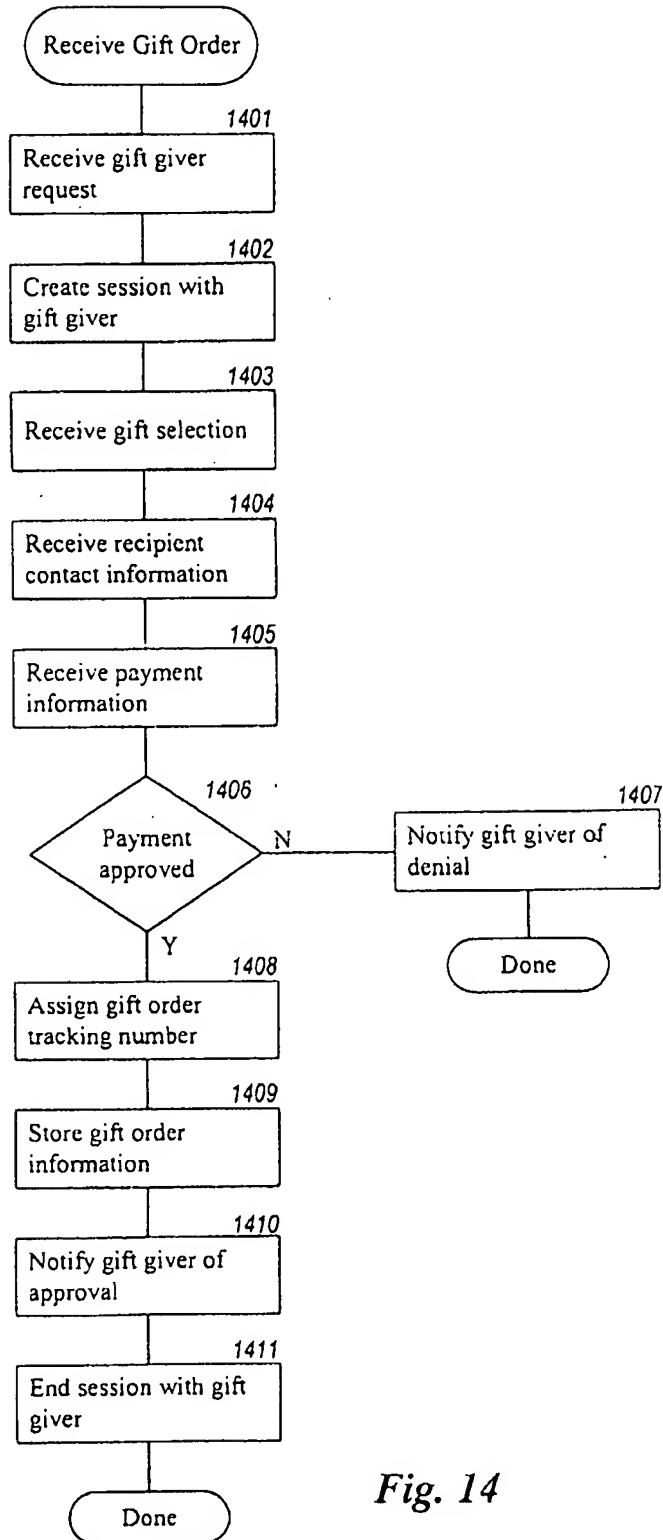 Receive Gift Order
1401
Receive gift giver
request
1402
Create session with
gift giver
1403
Receive gift selection
1404
Receive recipient
contact information
1405
Receive payment
information
1406
Payment
approved
N
1407
Notify gift giver of
denial
Done
Y
1408
Assign gift order
tracking number
1409
Store gift order
information
1410
Notify gift giver of
approval
1411
End session with gift
giver
Done
Fig. 14